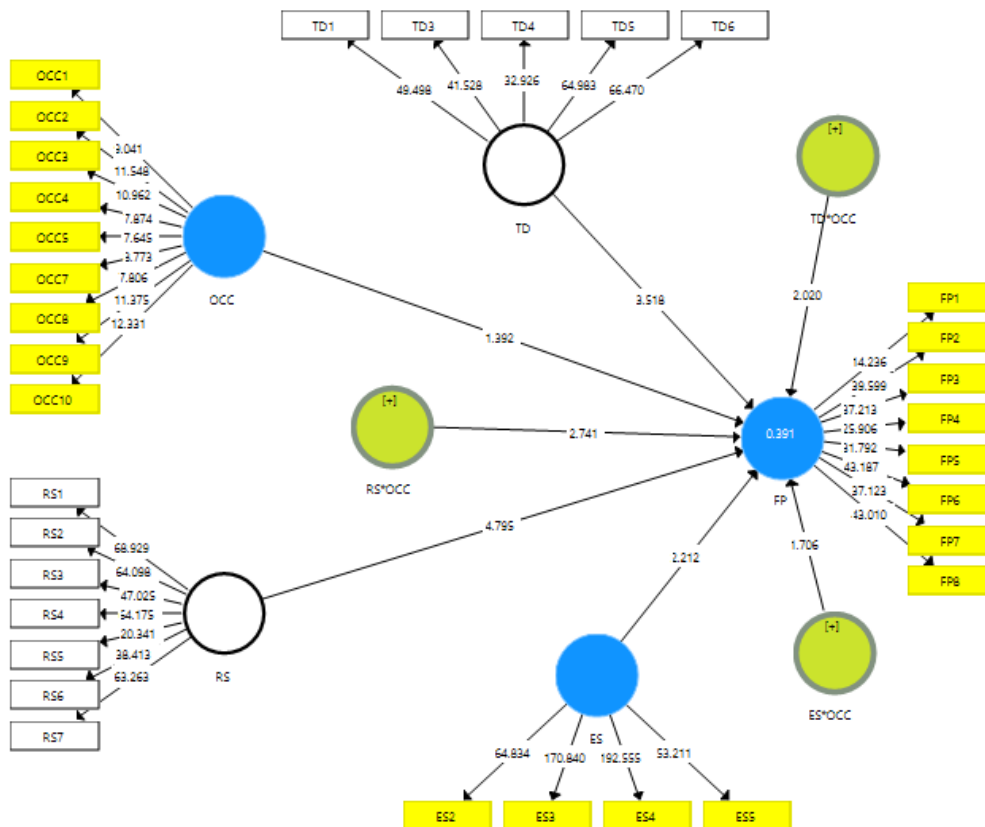 TD1 TD3 TD4 TD5 TD6
49.498 41.528 32.926 64.983 66.470
TD
OCC1
OCC2
OCC3
OCC4
OCC5
OCC7
OCC8
OCC9
OCC10
11.548
10.962
7.874
7.645
3.773
7.806
11.375
12.331
OCC
[+]
TD*OCC
3.518
2.020
1.392
[+]
RS*OCC
2.741
0.391
FP
FP1
FP2
FP3
FP4
FP5
FP6
FP7
FP8
14.236
39.599
37.213
25.906
31.792
43.187
37.123
43.010
RS1
RS2
RS3
RS4
RS5
RS6
RS7
68.929
64.098
47.025
20.341
38.413
63.263
RS
4.795
2.212
1.706
[+]
ES*OCC
ES
64.834 170.840 192.555 53.211
ES2 ES3 ES4 ES5